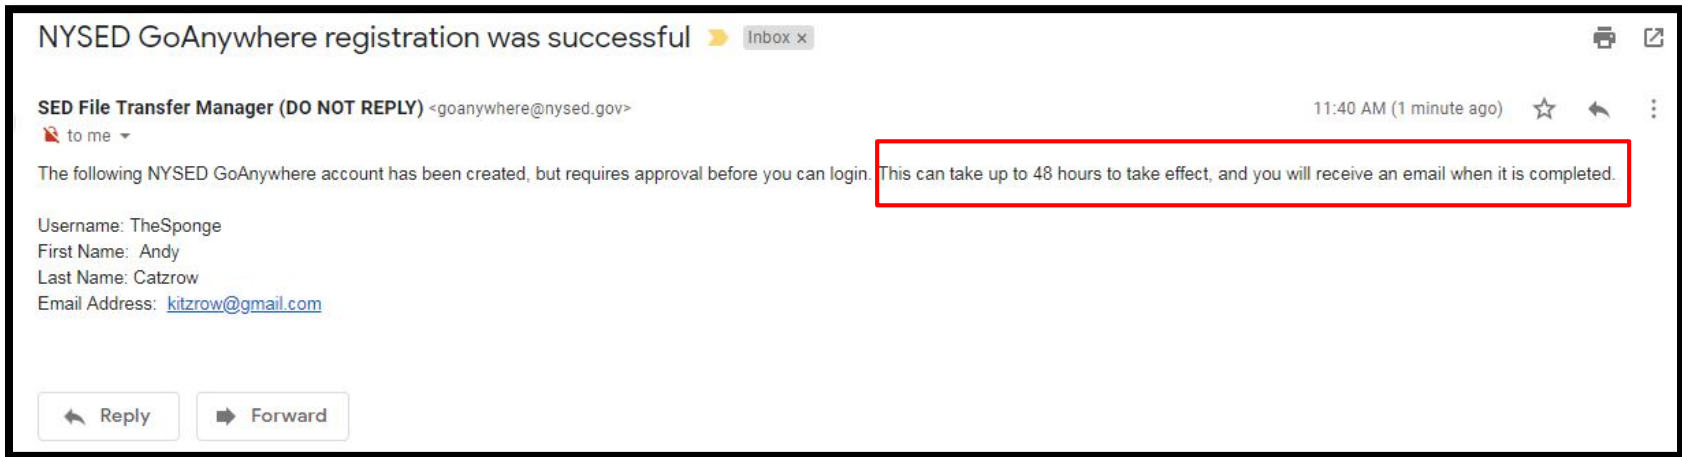 NYSED GoAnywhere registration was successful Inbox x
SED File Transfer Manager (DO NOT REPLY) <goanywhere@nysed.gov> 11:40 AM (1 minute ago)
to me
The following NYSED GoAnywhere account has been created, but requires approval before you can login. This can take up to 48 hours to take effect, and you will receive an email when it is completed.
Username: TheSponge
First Name: Andy
Last Name: Catzrow
Email Address: kitzrow@gmail.com
Reply Forward